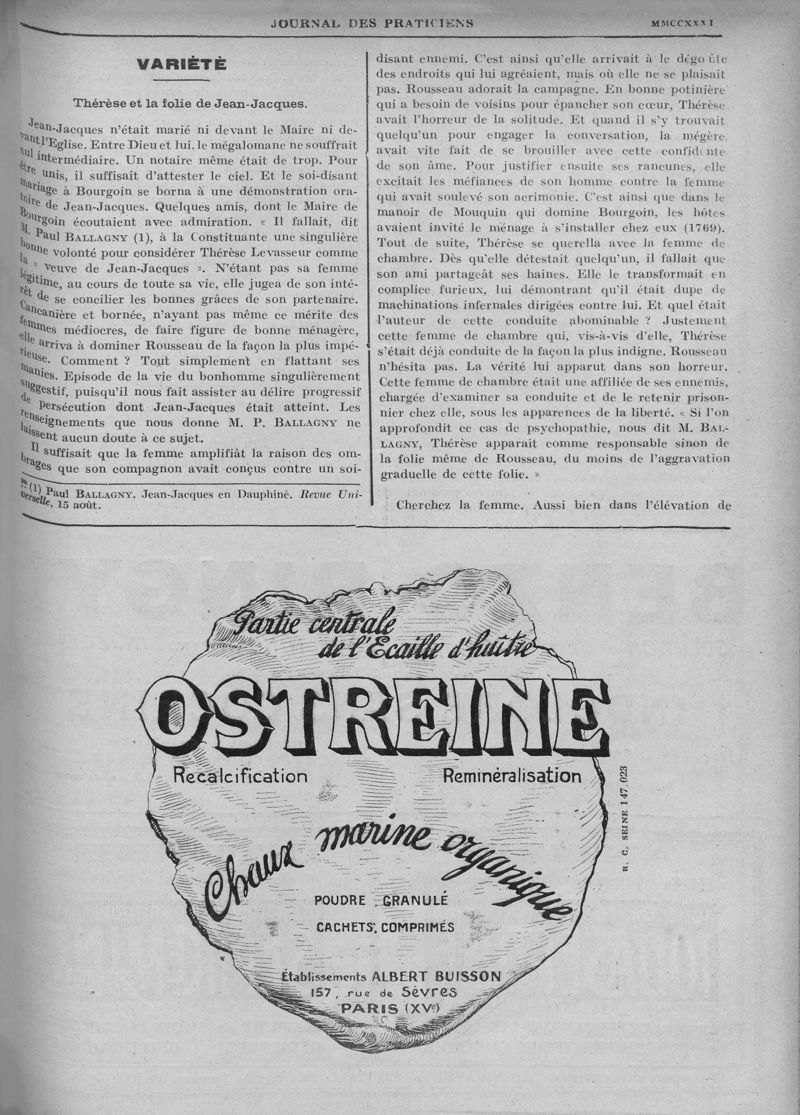 JOURNAL DES PRATICIENS
MMCCXXXI
VARIÉTÉ
Thérèse et la folie de Jean-Jacques.
Jean-Jacques n'était marié ni devant le Maire ni de-
vant l'Eglise. Entre Dieu et lui, le mégalomane ne souffrait
nul intermédiaire. Un notaire même était de trop. Pour
être unis, il suffisait d'attester le ciel. Et le soi-disant
mariage à Bourgoin se borna à une démonstration ora-
toire de Jean-Jacques. Quelques amis, dont le Maire de
Bourgoin écoutaient avec admiration. « Il fallait, dit
M. Paul BALLAGNY (1), à la Constituante une singulière
bonne volonté pour considérer Thérèse Levasseur comme
la « veuve de Jean-Jacques ». N'étant pas sa femme
légitime, au cours de toute sa vie, elle jugea de son inté-
rêt de se concilier les bonnes grâces de son partenaire.
Cancanière et bornée, n'ayant pas même ce mérite des
femmes médiocres, de faire figure de bonne ménagère,
elle arriva à dominer Rousseau de la façon la plus impé-
rieuse. Comment ? Tout simplement en flattant ses
manies. Episode de la vie du bonhomme singulièrement
suggestif, puisqu'il nous fait assister au délire progressif
de persécution dont Jean-Jacques était atteint. Les
renseignements que nous donne M. P. BALLAGNY ne
laissent aucun doute à ce sujet.
Il suffisait que la femme amplifiât la raison des om-
brages que son compagnon avait conçus contre un soi-
(1) Paul BALLAGNY. Jean-Jacques en Dauphiné. Revue Uni-
verselle, 15 août.
disant ennemi. C'est ainsi qu'elle arrivait à le dégoûte
des endroits qui lui agréaient, mais où elle ne se plaisait
pas. Rousseau adorait la campagne. En bonne potinière
qui a besoin de voisins pour épancher son cœur, Thérèse
avait l'horreur de la solitude. Et quand il s'y trouvait
quelqu'un pour engager la conversation, la mégère
avait vite fait de se brouiller avec cette confidente
de son âme. Pour justifier ensuite ses rancunes, elle
excitait les méfiances de son homme contre la femme
qui avait soulevé son acrimonie. C'est ainsi que dans le
manoir de Mouquin qui domine Bourgoin, les hôtes
avaient invité le ménage à s'installer chez eux (1769).
Tout de suite, Thérèse se querella avec la femme de
chambre. Dès qu'elle détestait quelqu'un, il fallait que
son ami partageât ses haines. Elle le transformait en
complice furieux, lui démontrant qu'il était dupe de
machinations infernales dirigées contre lui. Et quel était
l'auteur de cette conduite abominable ? Justement
cette femme de chambre qui, vis-à-vis d'elle, Thérèse
s'était déjà conduite de la façon la plus indigne. Rousseau
n'hésita pas. La vérité lui apparut dans son horreur.
Cette femme de chambre était une affiliée de ses ennemis,
chargée d'examiner sa conduite et de le retenir prison-
nier chez elle, sous les apparences de la liberté. « Si l'on
approfondit ce cas de psychopathie, nous dit M. BAL-
LAGNY, Thérèse apparait comme responsable sinon de
la folie même de Rousseau, du moins de l'aggravation
graduelle de cette folie. »
Cherchez la femme. Aussi bien dans l'élévation de
Partie centrale
de l'Écaille d'huître
OSTREINE
Recalcification
Reminéralisation
Chaux marine organique
POUDRE, GRANULÉ
CACHETS, COMPRIMÉS
Établissements ALBERT BUISSON
157, rue de Sèvres
PARIS (XVe)
R. C. SEINE 147.023